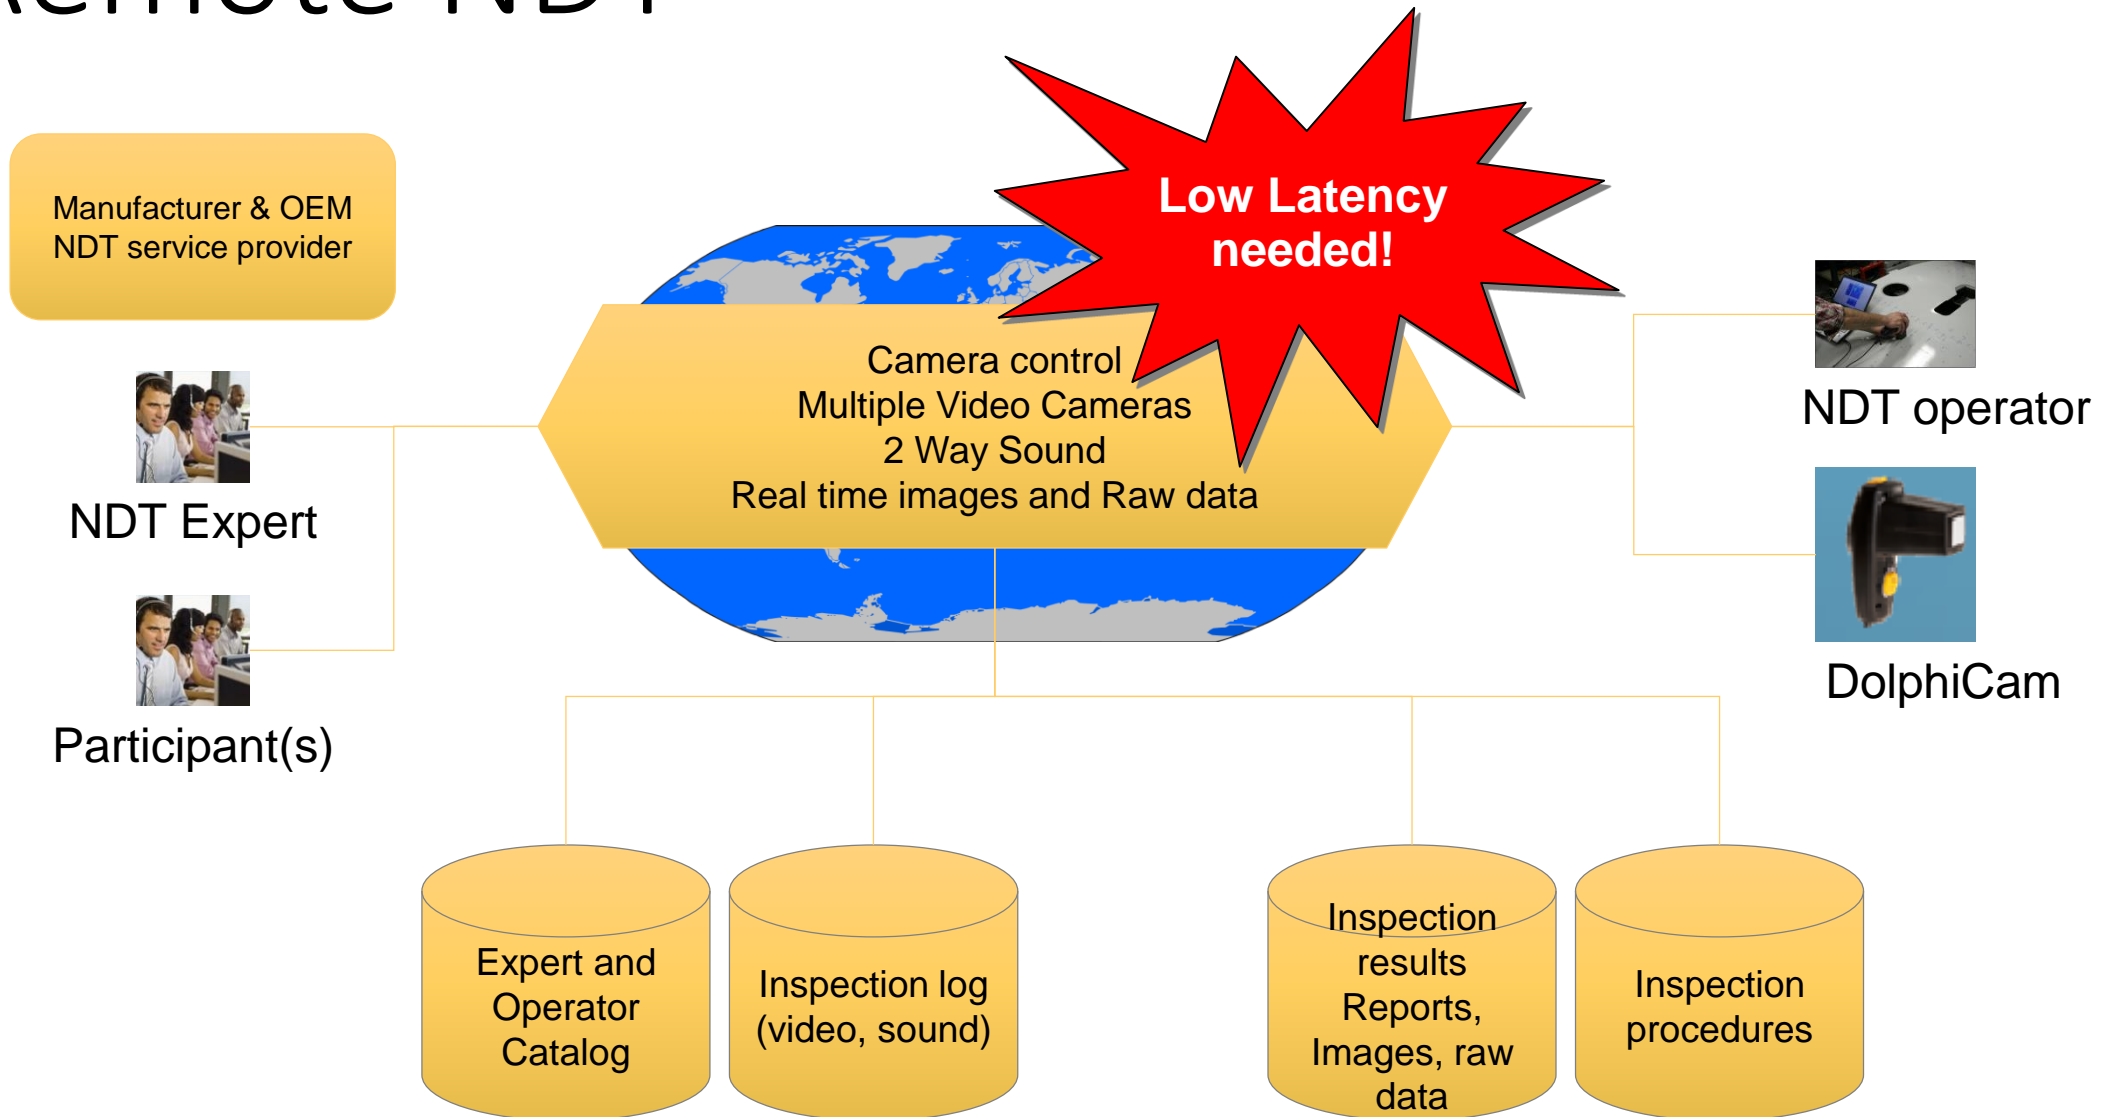 Remote NDT
Low Latency
needed!
Manufacturer & OEM
NDT service provider
Camera control
Multiple Video Cameras
2 Way Sound
Real time images and Raw data
NDT Expert
Participant(s)
NDT operator
DolphiCam
Expert and
Operator
Catalog
Inspection log
(video, sound)
Inspection
results
Reports,
Images, raw
data
Inspection
procedures